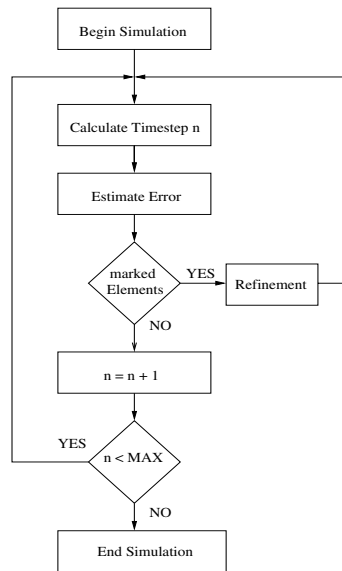 Begin Simulation
Calculate Timestep n
Estimate Error
marked
Elements
YES
Refinement
NO
n = n + 1
YES
n < MAX
NO
End Simulation